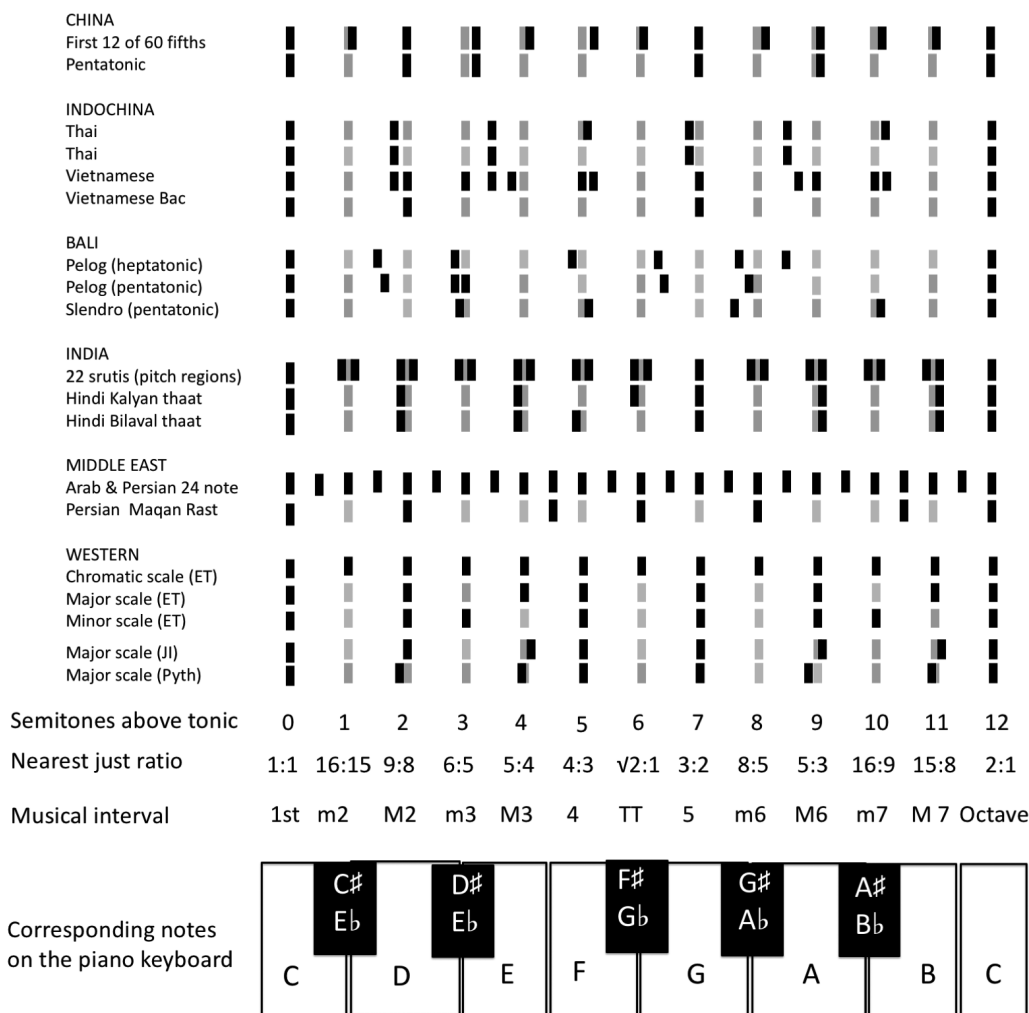 CHINA
First 12 of 60 fifths
Pentatonic
INDOCHINA
Thai
Thai
Vietnamese
Vietnamese Bac
BALI
Pelog (heptatonic)
Pelog (pentatonic)
Slendro (pentatonic)
INDIA
22 srutis (pitch regions)
Hindi Kalyan thaat
Hindi Bilaval thaat
MIDDLE EAST
Arab & Persian 24 note
Persian Maqan Rast
WESTERN
Chromatic scale (ET)
Major scale (ET)
Minor scale (ET)
Major scale (JI)
Major scale (Pyth)
Semitones above tonic 0 1 2 3 4 5 6 7 8 9 10 11 12
Nearest just ratio 1:1 16:15 9:8 6:5 5:4 4:3 √2:1 3:2 8:5 5:3 16:9 15:8 2:1
Musical interval 1st m2 M2 m3 M3 4 TT 5 m6 M6 m7 M 7 Octave
C♯ D♯ F♯ G♯ A♯
E♭ E♭ G♭ A♭ B♭
Corresponding notes
on the piano keyboard
C D E F G A B C